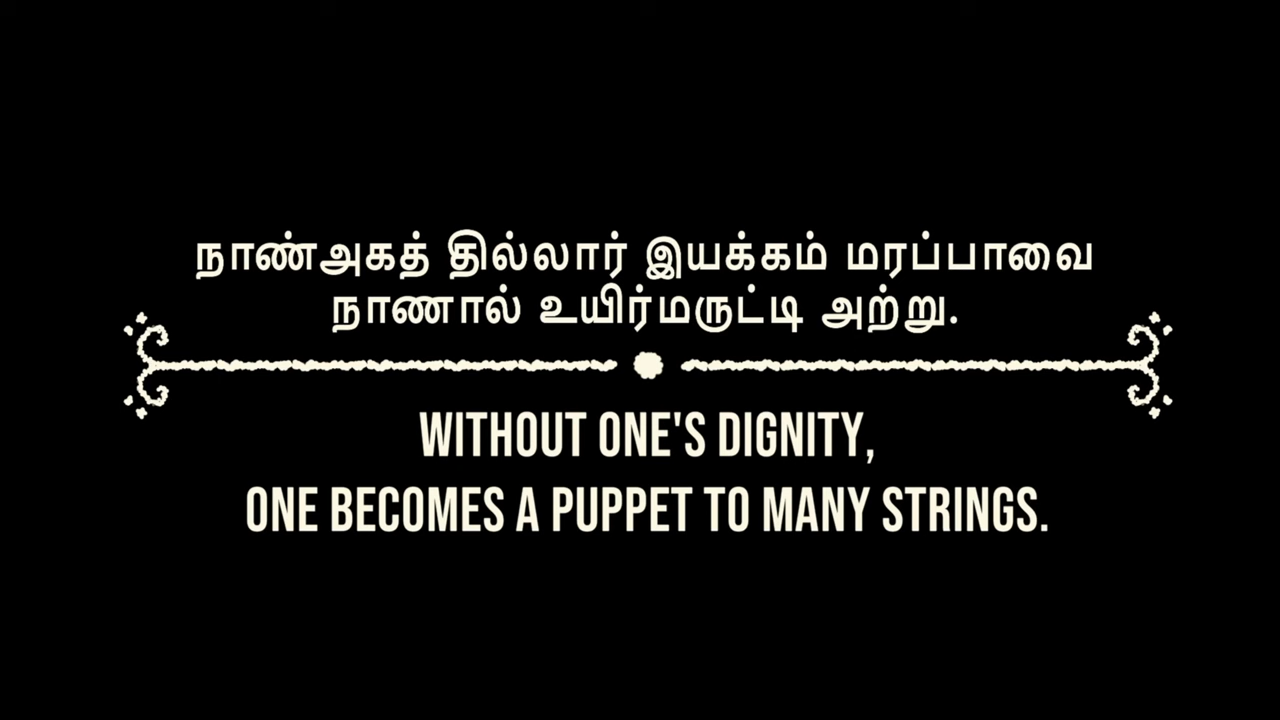 நாண்அகத் தில்லார் இயக்கம் மரப்பாவை
நாணால் உயிர்மருட்டி அற்று.
WITHOUT ONE'S DIGNITY,
ONE BECOMES A PUPPET TO MANY STRINGS.